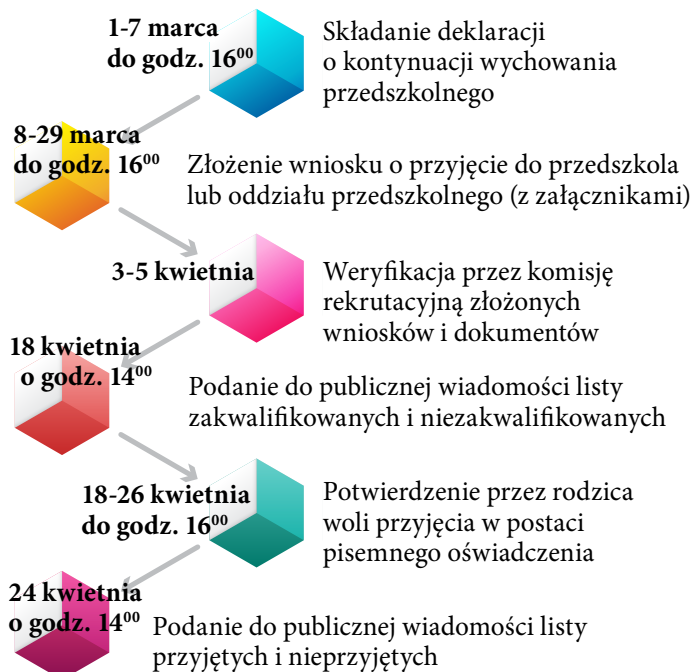 1-7 marca
do godz. 16⁰⁰
Składanie deklaracji
o kontynuacji wychowania
przedszkolnego
8-29 marca
do godz. 16⁰⁰
Złożenie wniosku o przyjęcie do przedszkola
lub oddziału przedszkolnego (z załącznikami)
3-5 kwietnia
Weryfikacja przez komisję
rekrutacyjną złożonych
wniosków i dokumentów
18 kwietnia
o godz. 14⁰⁰
Podanie do publicznej wiadomości listy
zakwalifikowanych i niezakwalifikowanych
18-26 kwietnia
do godz. 16⁰⁰
Potwierdzenie przez rodzica
woli przyjęcia w postaci
pisemnego oświadczenia
24 kwietnia
o godz. 14⁰⁰
Podanie do publicznej wiadomości listy
przyjętych i nieprzyjętych